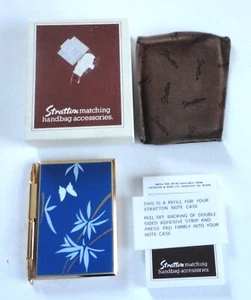 Stratton matching
handbag accessories.
THIS IS A REFILL FOR YOUR
STRATTON NOTE CASE
PEEL OFF BACKING OF DOUBLE
SIDED ADHESIVE STRIP AND
PRESS PAD FIRMLY INTO YOUR
NOTE CASE
Stratton matching
handbag accessories.